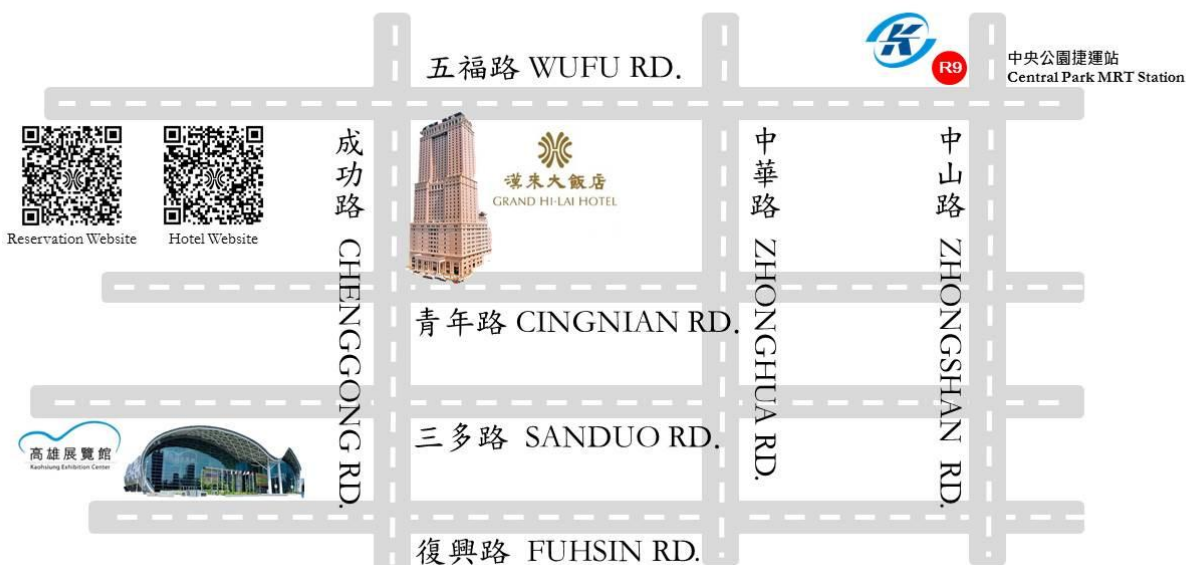 五福路 WUFU RD.
R9
中央公園捷運站
Central Park MRT Station
Reservation Website
Hotel Website
成功路 CHENGGONG RD.
漢來大飯店
GRAND HI-LAI HOTEL
中華路 ZHONGHUA RD.
中山路 ZHONGSHAN RD.
青年路 CINGNIAN RD.
三多路 SANDUO RD.
高雄展覽館
Kaohsiung Exhibition Center
復興路 FUHSIN RD.